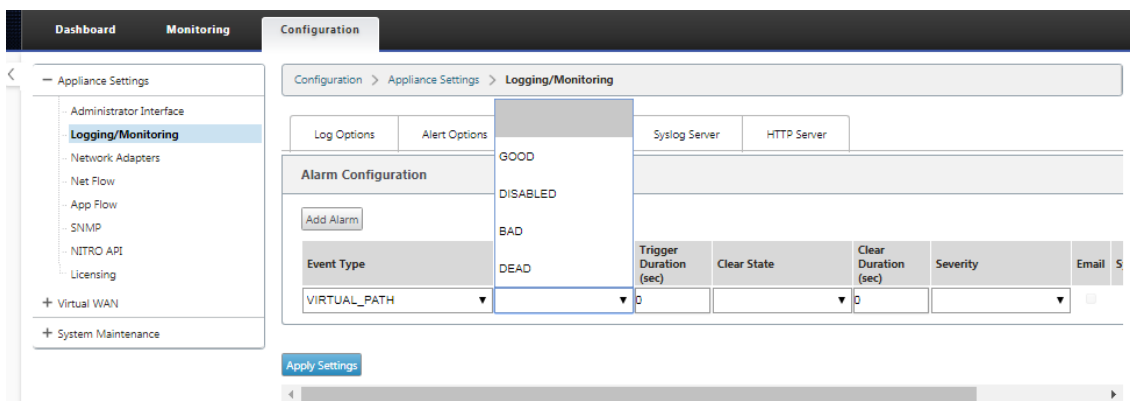 Dashboard Monitoring Configuration
Appliance Settings
Administrator Interface
Logging/Monitoring
Network Adapters
Net Flow
App Flow
SNMP
NITRO API
Licensing
Virtual WAN
System Maintenance
Configuration > Appliance Settings > Logging/Monitoring
Log Options Alert Options Syslog Server HTTP Server
Alarm Configuration
Add Alarm
GOOD
DISABLED
BAD
DEAD
Event Type
Trigger Duration (sec)
Clear State
Clear Duration (sec)
Severity
Email
VIRTUAL_PATH 0 0
Apply Settings